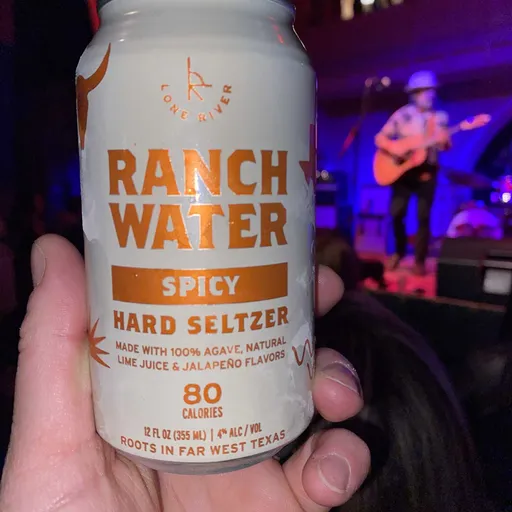 LONE RIVER
RANCH
WATER
SPICY
HARD SELTZER
MADE WITH 100% AGAVE, NATURAL
LIME JUICE & JALAPEÑO FLAVORS
80
CALORIES
12 FL OZ (355 ML) | 4% ALC / VOL
ROOTS IN FAR WEST TEXAS